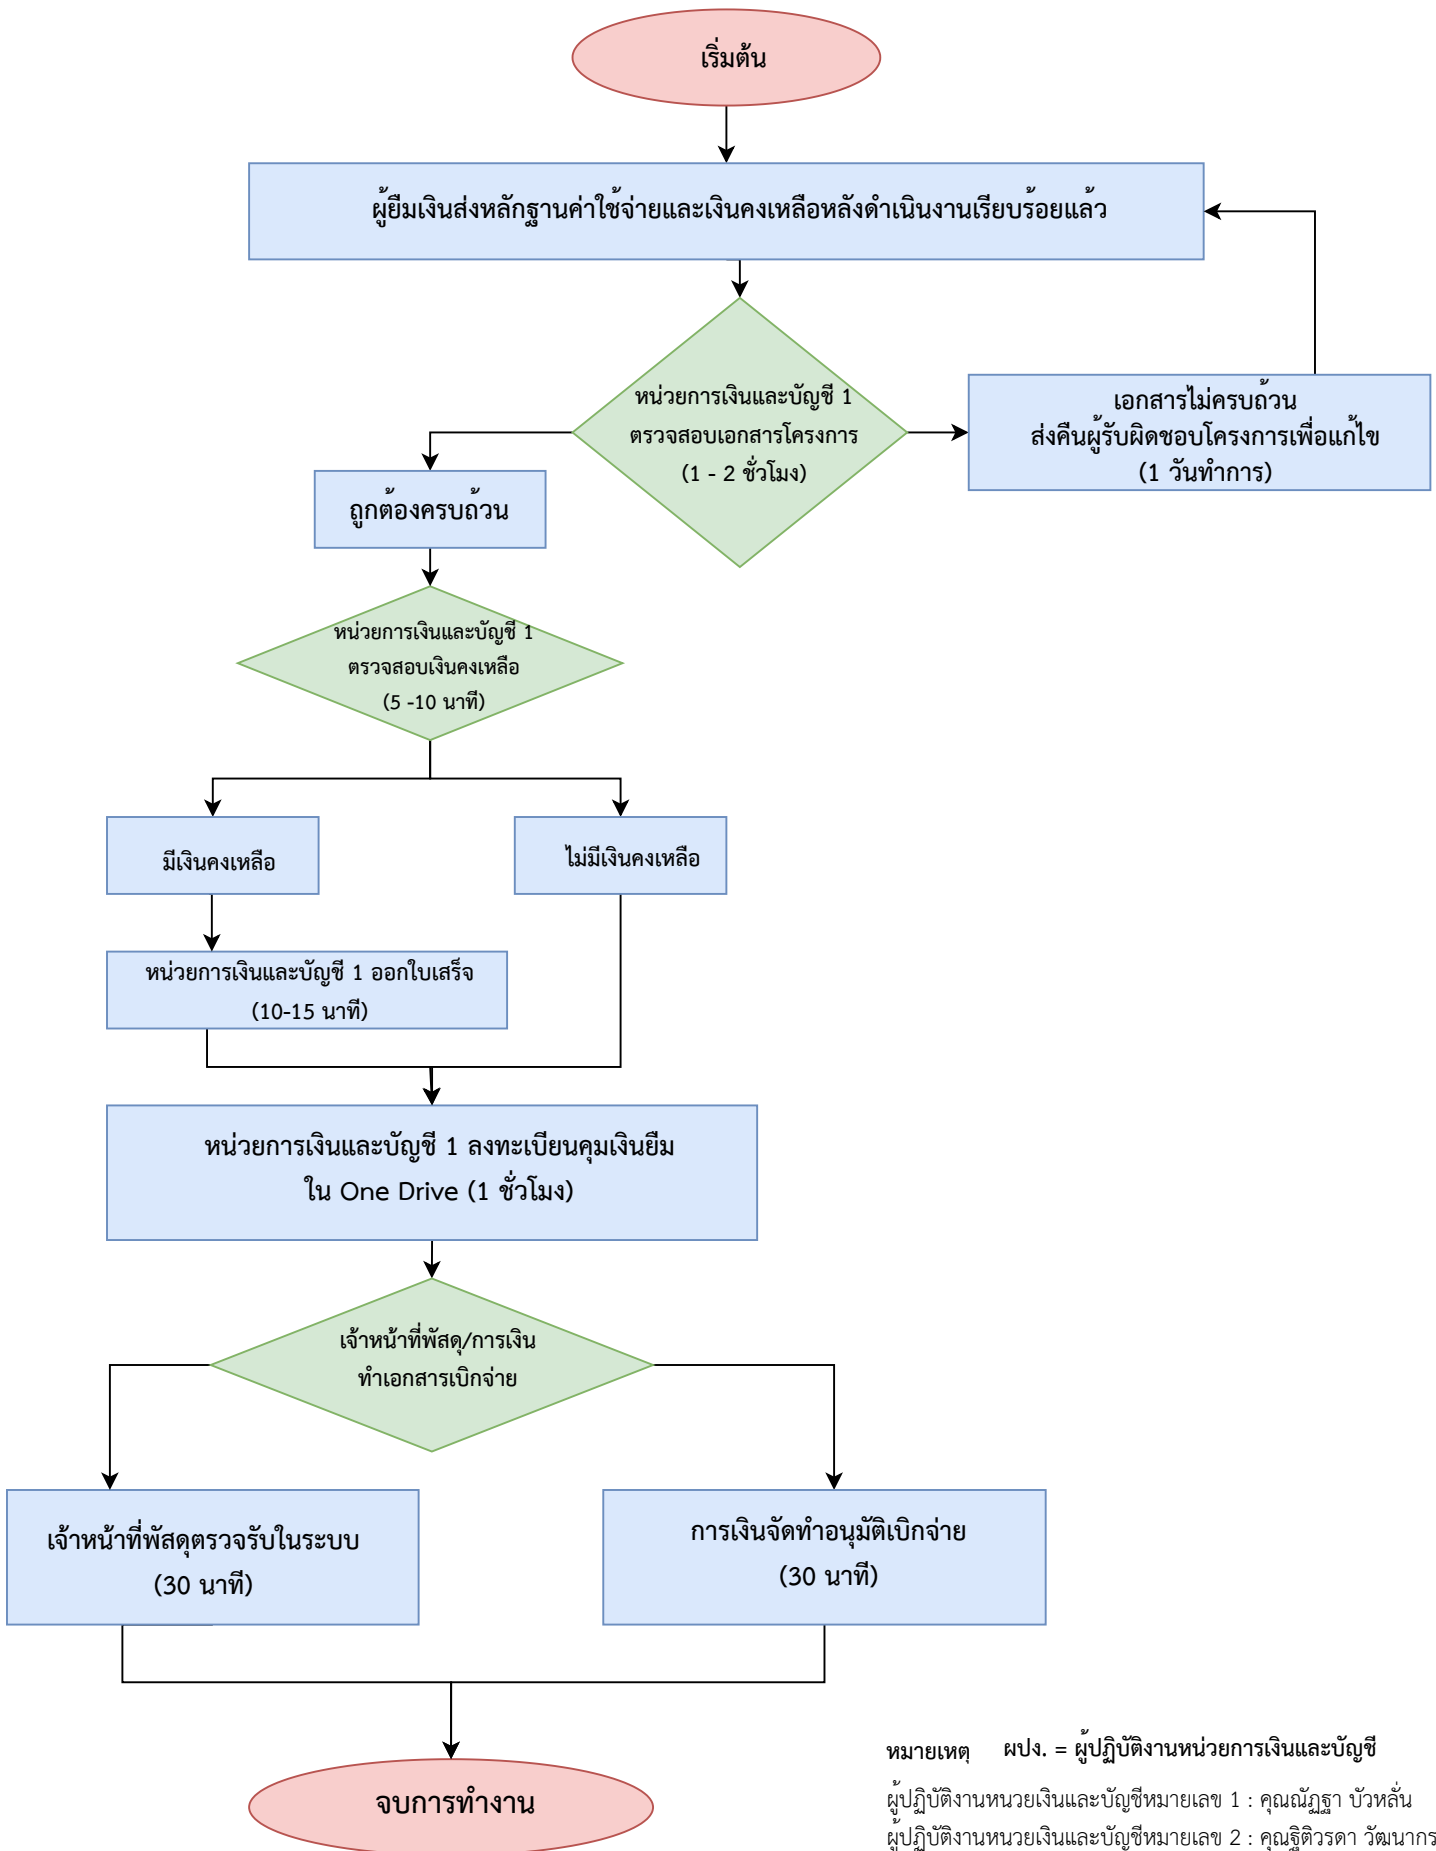 เริ่มต้น
ผู้ยืมเงินส่งหลักฐานค่าใช้จ่ายและเงินคงเหลือหลังดำเนินงานเรียบร้อยแล้ว
หน่วยการเงินและบัญชี 1
ตรวจสอบเอกสารโครงการ
(1 - 2 ชั่วโมง)
เอกสารไม่ครบถ้วน
ส่งคืนผู้รับผิดชอบโครงการเพื่อแก้ไข
(1 วันทำการ)
ถูกต้องครบถ้วน
หน่วยการเงินและบัญชี 1
ตรวจสอบเงินคงเหลือ
(5 -10 นาที)
มีเงินคงเหลือ
ไม่มีเงินคงเหลือ
หน่วยการเงินและบัญชี 1 ออกใบเสร็จ
(10-15 นาที)
หน่วยการเงินและบัญชี 1 ลงทะเบียนคุมเงินยืม
ใน One Drive (1 ชั่วโมง)
เจ้าหน้าที่พัสดุ/การเงิน
ทำเอกสารเบิกจ่าย
เจ้าหน้าที่พัสดุตรวจรับในระบบ
(30 นาที)
การเงินจัดทำอนุมัติเบิกจ่าย
(30 นาที)
จบการทำงาน
หมายเหตุ ผปง. = ผู้ปฏิบัติงานหน่วยการเงินและบัญชี
ผู้ปฏิบัติงานหนวยเงินและบัญชีหมายเลข 1 : คุณณัฏฐา บัวหลั่น
ผู้ปฏิบัติงานหนวยเงินและบัญชีหมายเลข 2 : คุณฐิติวรดา วัฒนากร